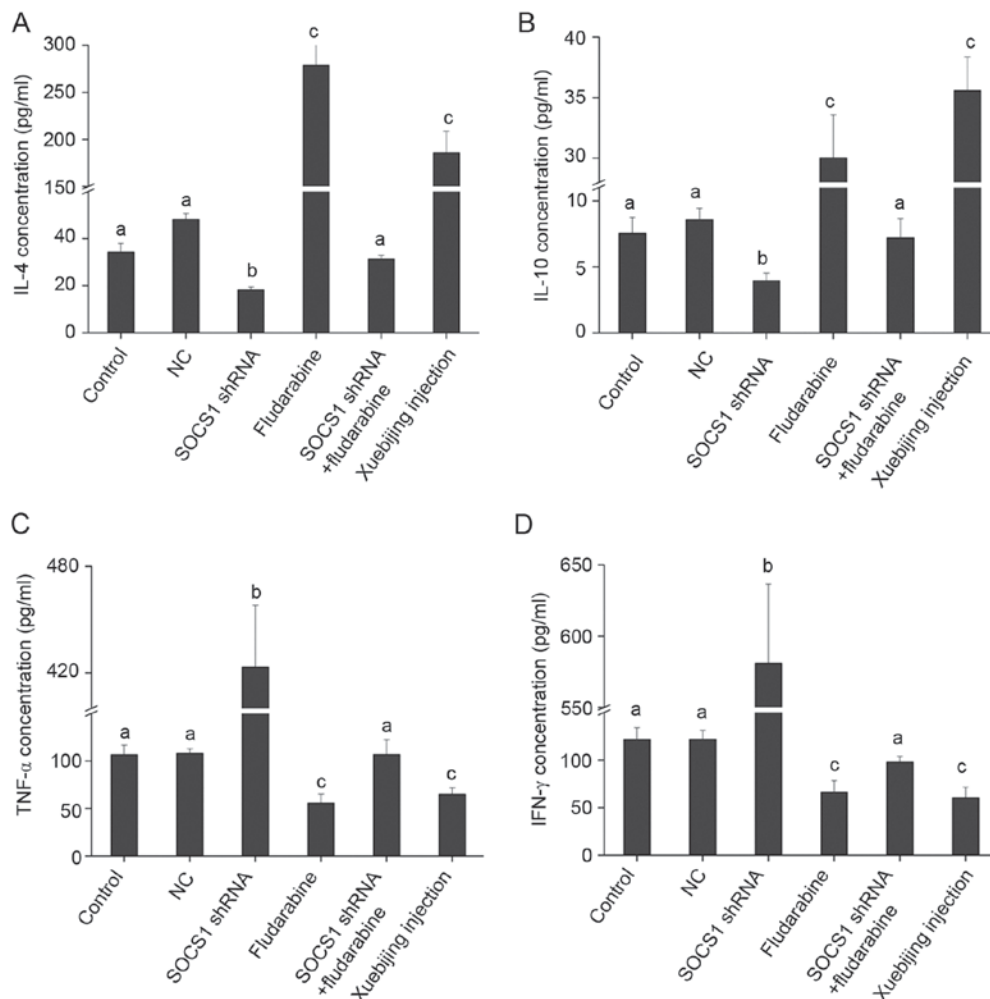 A
IL-4 concentration (pg/ml)
300
250
200
150
40
20
0
a
a
b
c
a
c
Control
NC
SOCS1 shRNA
Fludarabine
SOCS1 shRNA
+fludarabine
Xuebijing injection
B
IL-10 concentration (pg/ml)
40
35
30
10
5
0
a
a
b
c
a
c
Control
NC
SOCS1 shRNA
Fludarabine
SOCS1 shRNA
+fludarabine
Xuebijing injection
C
TNF-α concentration (pg/ml)
480
420
100
50
0
a
a
b
c
a
c
Control
NC
SOCS1 shRNA
Fludarabine
SOCS1 shRNA
+fludarabine
Xuebijing injection
D
IFN-γ concentration (pg/ml)
650
600
550
100
50
0
a
a
b
c
a
c
Control
NC
SOCS1 shRNA
Fludarabine
SOCS1 shRNA
+fludarabine
Xuebijing injection